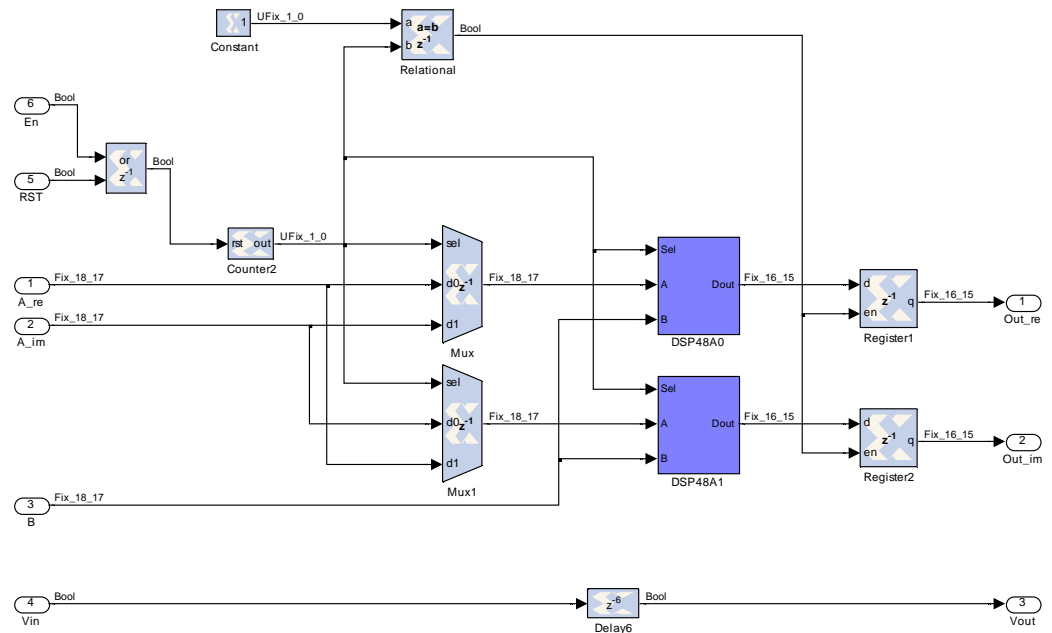 1
UFix_1_0
Constant
a
a=b
b
z-1
Bool
Relational
6
Bool
En
or
z-1
Bool
5
Bool
RST
rst
out
UFix_1_0
Counter2
sel
d0
z-1
d1
Fix_18_17
Mux
1
Fix_18_17
A_re
2
Fix_18_17
A_im
Sel
A
B
Dout
Fix_16_15
DSP48A0
d
z-1
q
en
Fix_16_15
Register1
1
Out_re
sel
d0
z-1
d1
Fix_18_17
Mux1
Sel
A
B
Dout
Fix_16_15
DSP48A1
d
z-1
q
en
Fix_16_15
Register2
2
Out_im
3
Fix_18_17
B
4
Bool
Vin
z-6
Bool
Delay6
3
Vout